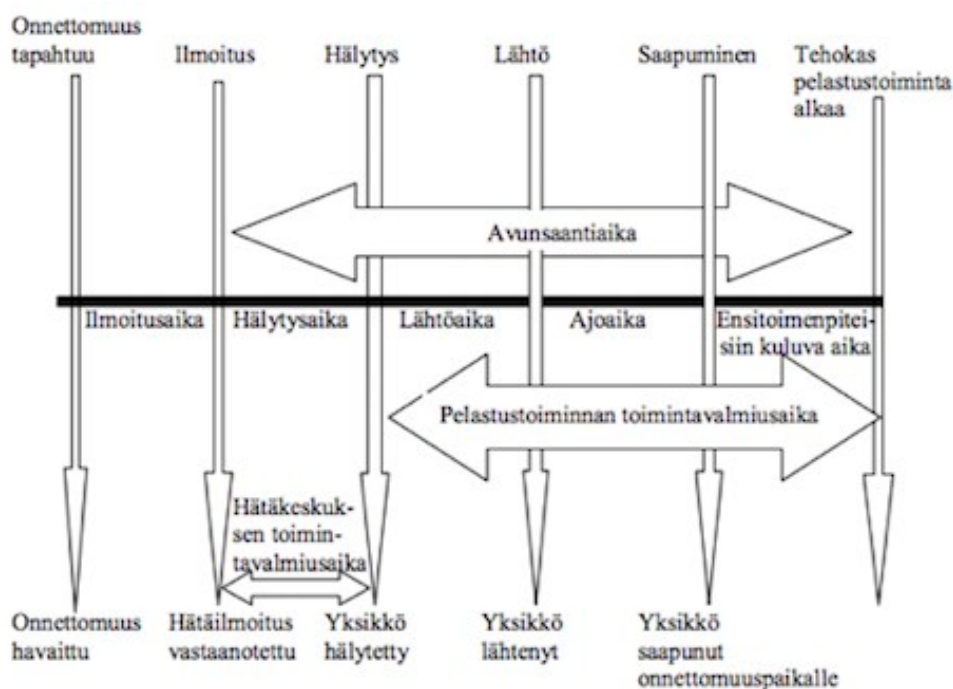 Onnettomuus
tapahtuu
Ilmoitus
Hälytys
Lähtö
Saapuminen
Tehokas
pelastustoiminta
alkaa
Avunsaantiaika
Ilmoitusaika
Hälytysaika
Lähtöaika
Ajoaika
Ensitoimenpitei-
siin kuluva aika
Pelastustoiminnan toimintavalmiusaika
Hätäkeskuk-
sen toimin-
tavalmiusaika
Onnettomuus
havaittu
Hätäilmoitus
vastaanotettu
Yksikkö
hälytetty
Yksikkö
lähtenyt
Yksikkö
saapunut
onnettomuuspaikalle